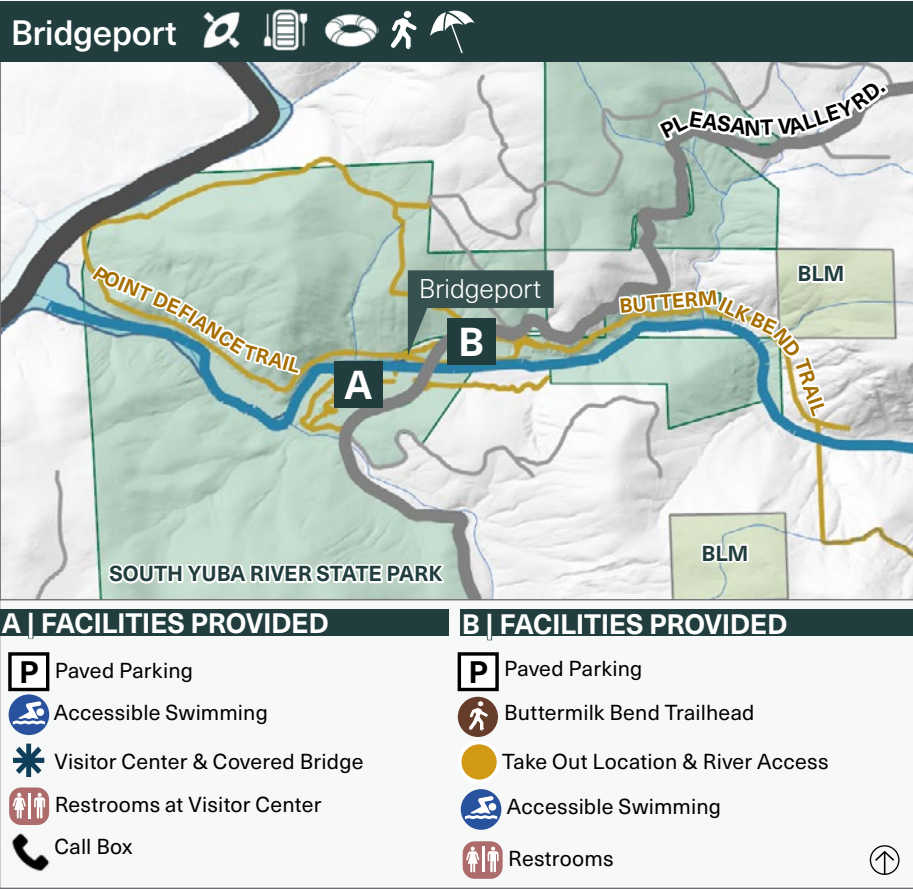 Bridgeport
PLEASANT VALLEY RD.
BLM
POINT DEFIANCE TRAIL
Bridgeport
BUTTERMILK BEND TRAIL
B
A
BLM
SOUTH YUBA RIVER STATE PARK
A | FACILITIES PROVIDED
P Paved Parking
Accessible Swimming
Visitor Center & Covered Bridge
Restrooms at Visitor Center
Call Box
B | FACILITIES PROVIDED
P Paved Parking
Buttermilk Bend Trailhead
Take Out Location & River Access
Accessible Swimming
Restrooms